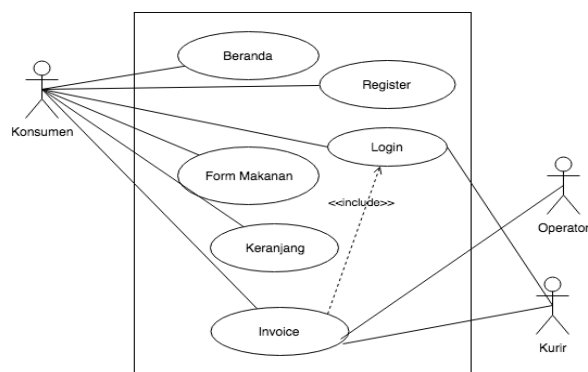 Beranda
Register
Konsumen
Login
Form Makanan
<<include>>
Operator
Keranjang
Invoice
Kurir